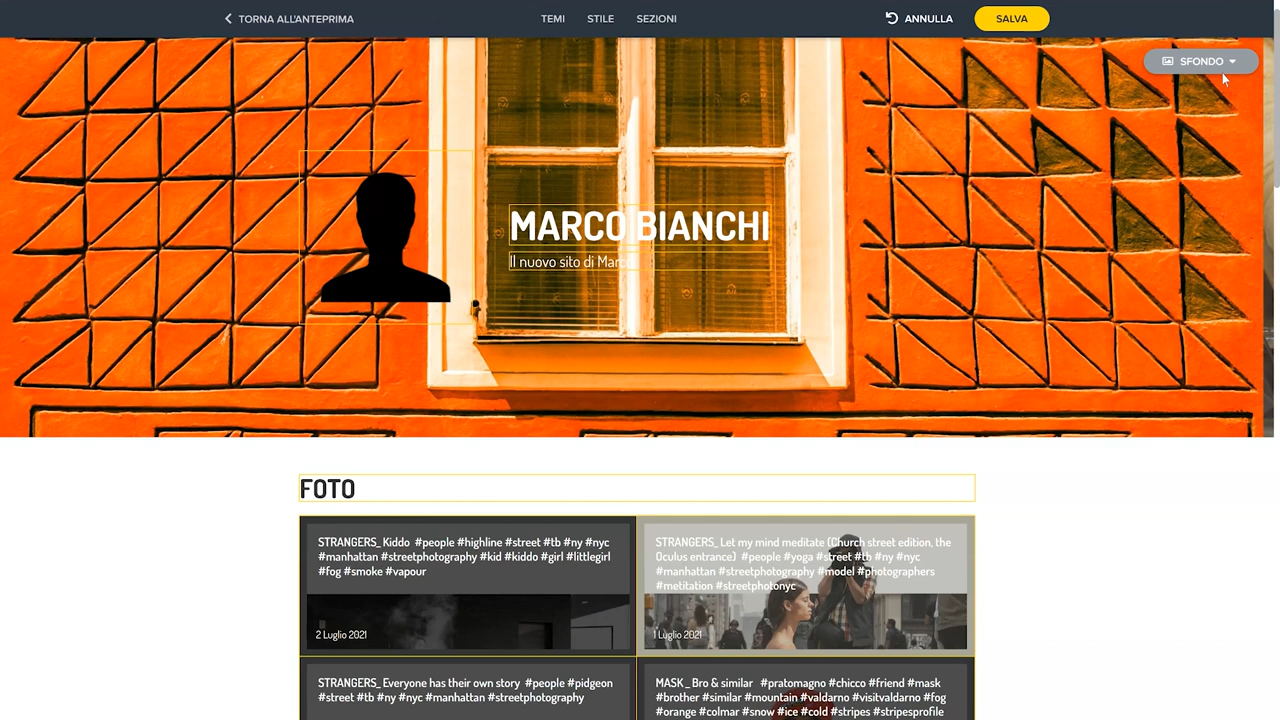 TORNA ALL'ANTEPRIMA
TEMI
STILE
SEZIONI
ANNULLA
SALVA
SFONDO
MARCO BIANCHI
Il nuovo sito di Marco
FOTO
STRANGERS_ Kiddo #people #highline #street #tb #ny #nyc
#manhattan #streetphotography #kid #kiddo #girl #littlegirl
#fog #smoke #vapour
2 Luglio 2021
STRANGERS_ Let my mind meditate (Church street edition, the
Oculus entrance) #people #yoga #street #tb #ny #nyc
#manhattan #streetphotography #model #photographers
#metitation #streetphotonyc
1 Luglio 2021
STRANGERS_ Everyone has their own story #people #pidgeon
#street #tb #ny #nyc #manhattan #streetphotography
MASK_ Bro & similar #pratomagno #chicco #friend #mask
#brother #similar #mountain #valdarno #visitvaldarno #fog
#orange #colmar #snow #ice #cold #stripes #stripesprofile